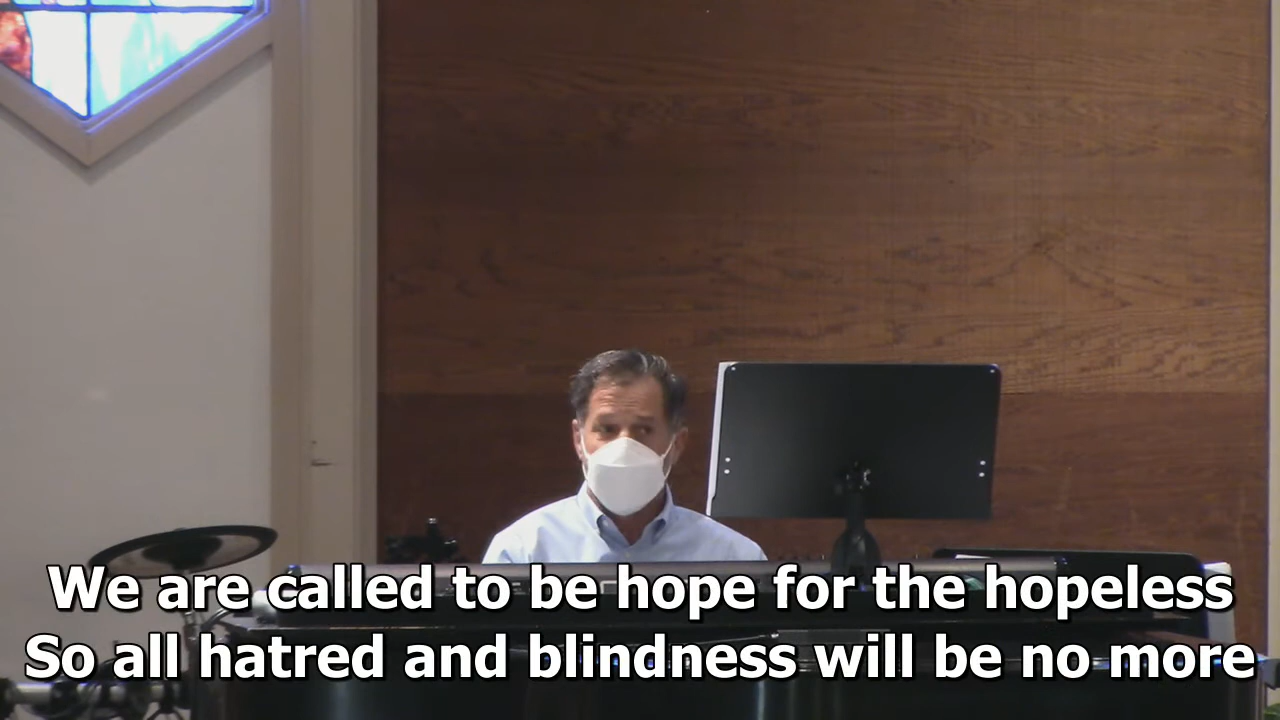 We are called to be hope for the hopeless
So all hatred and blindness will be no more